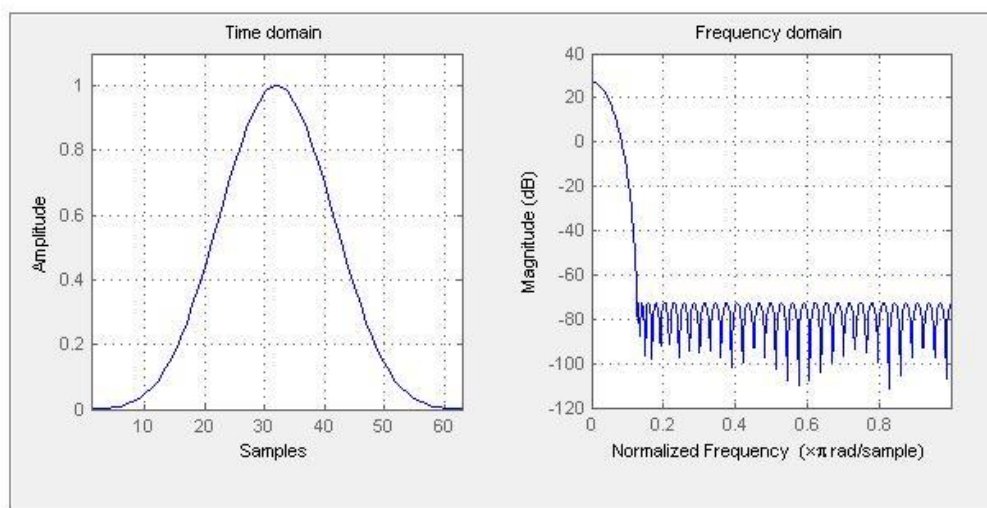 Time domain
1
0.8
0.6
0.4
0.2
0
Amplitude
10 20 30 40 50 60
Samples
Frequency domain
40
20
0
-20
-40
-60
-80
-100
-120
Magnitude (dB)
0 0.2 0.4 0.6 0.8
Normalized Frequency (×π rad/sample)